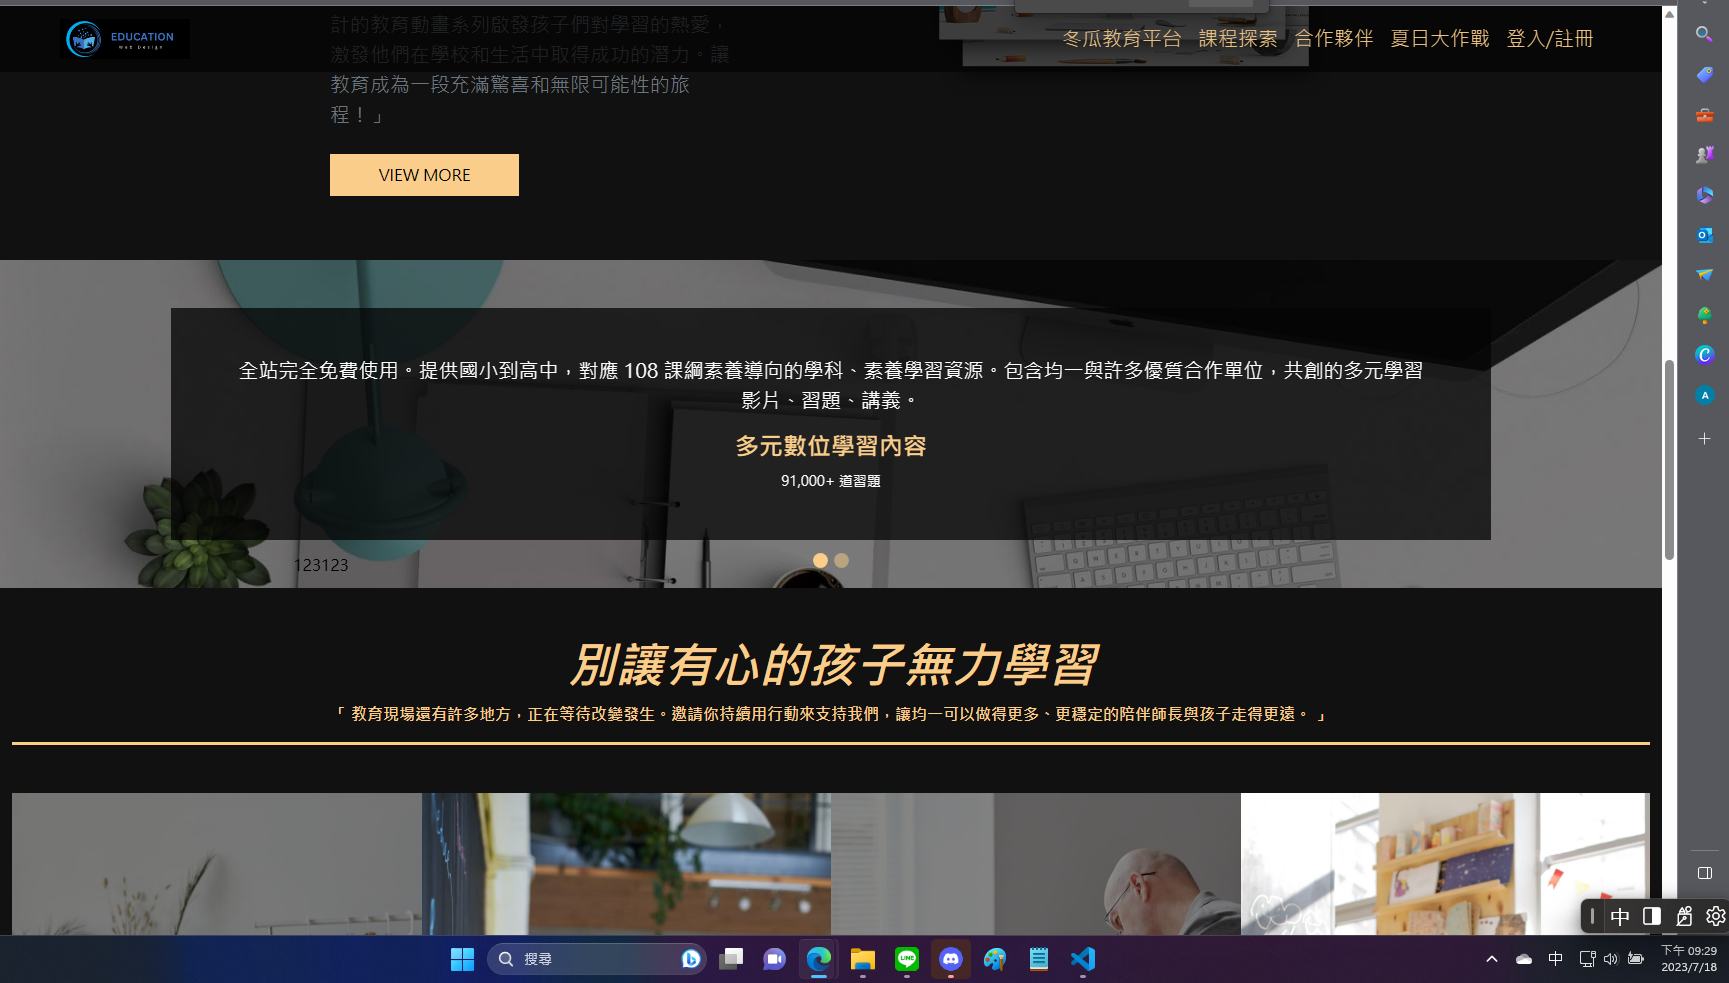 計的教育動畫系列啟發孩子們對學習的熱愛，
激發他們在學校和生活中取得成功的潛力。讓
教育成為一段充滿驚喜和無限可能性的旅
程！」
EDUCATION
Web Design
冬瓜教育平台 課程探索 合作夥伴 夏日大作戰 登入/註冊
VIEW MORE
全站完全免費使用。提供國小到高中，對應 108 課綱素養導向的學科、素養學習資源。包含均一與許多優質合作單位，共創的多元學習
影片、習題、講義。
多元數位學習內容
91,000+ 道習題
123123
別讓有心的孩子無力學習
「 教育現場還有許多地方，正在等待改變發生。邀請你持續用行動來支持我們，讓均一可以做得更多、更穩定的陪伴師長與孩子走得更遠。 」
中
搜尋
中
下午 09:29
2023/7/18